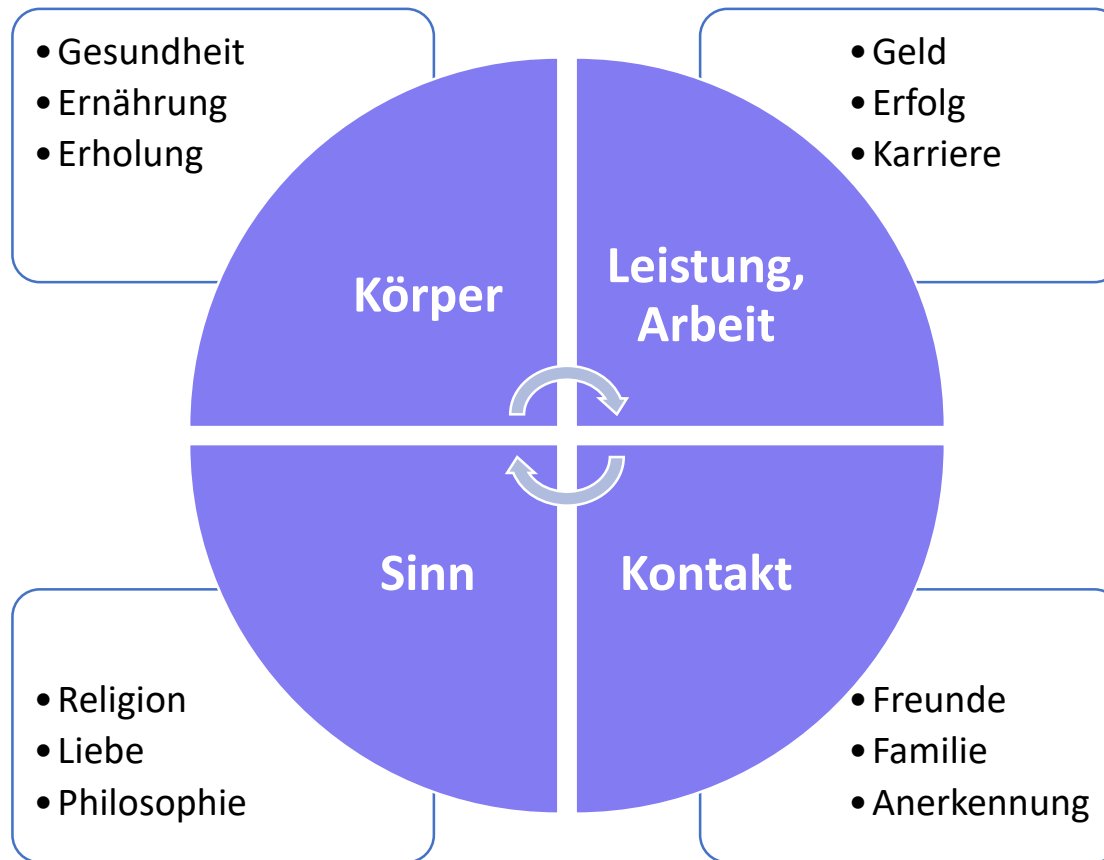 • Gesundheit
• Ernährung
• Erholung
• Geld
• Erfolg
• Karriere
Körper
Leistung,
Arbeit
Sinn
Kontakt
• Religion
• Liebe
• Philosophie
• Freunde
• Familie
• Anerkennung